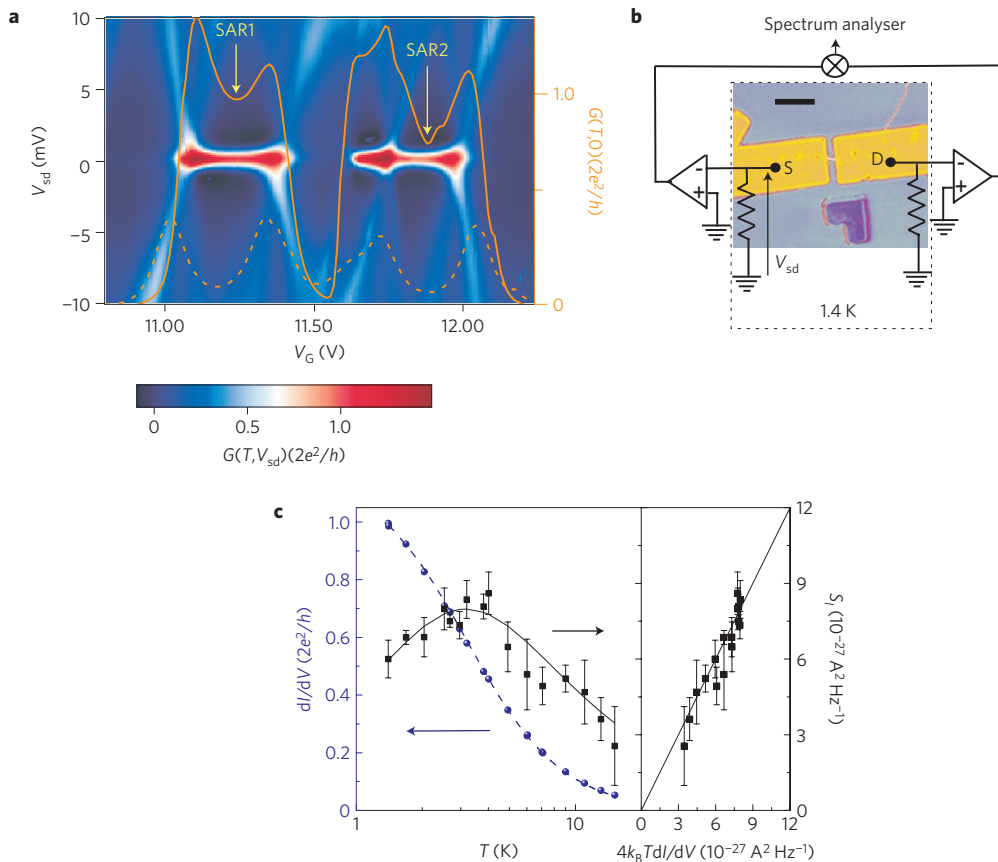 a
SAR1
SAR2
10
5
0
−5
−10
V_sd (mV)
1.0
0
G(T,0)(2e²/h)
11.00
11.50
12.00
V_G (V)
0
0.5
1.0
G(T,V_sd)(2e²/h)
b
Spectrum analyser
S
D
V_sd
1.4 K
c
1.0
0.8
0.6
0.4
0.2
0
dI/dV (2e²/h)
1
10
T (K)
12
9
6
3
0
S_I (10⁻²⁷ A² Hz⁻¹)
0
3
6
9
12
4k_BTdI/dV (10⁻²⁷ A² Hz⁻¹)